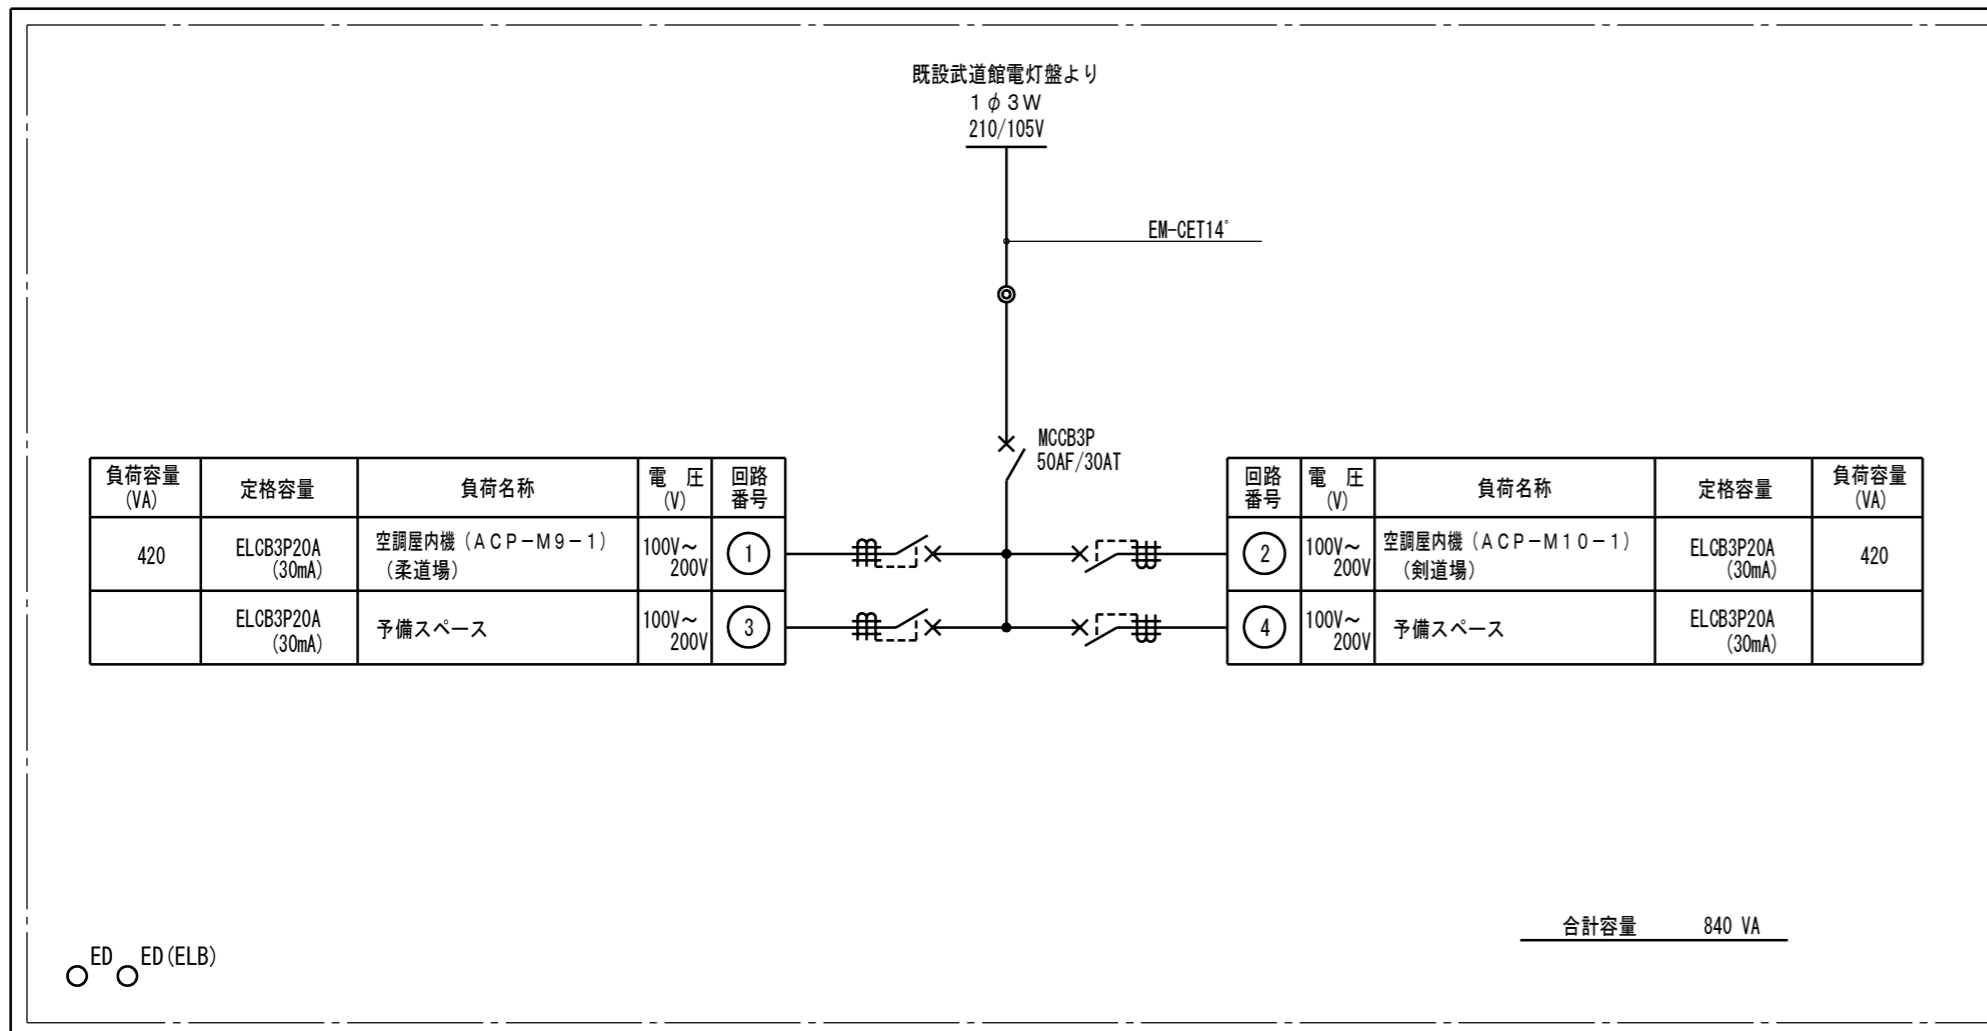 既設武道館電灯盤より
1φ3W
210/105V
EM-CET14°
MCCB3P
50AF/30AT
負荷容量
(VA)
定格容量
負荷名称
電 圧
(V)
回路
番号
420
ELCB3P20A
(30mA)
空調屋内機(ACP-M9-1)
(柔道場)
100V~
200V
1
ELCB3P20A
(30mA)
予備スペース
100V~
200V
3
回路
番号
電 圧
(V)
負荷名称
定格容量
負荷容量
(VA)
2
100V~
200V
空調屋内機(ACP-M10-1)
(剣道場)
ELCB3P20A
(30mA)
420
4
100V~
200V
予備スペース
ELCB3P20A
(30mA)
合計容量 840 VA
ED ED(ELB)